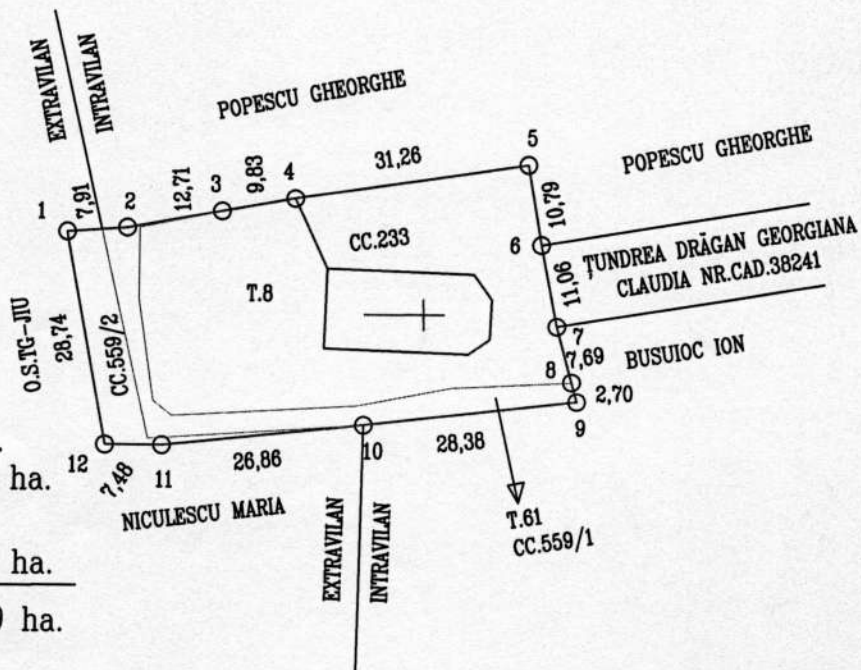 EXTRAVILAN
INTRAVILAN
POPESCU GHEORGHE
5
POPESCU GHEORGHE
31,26
4
9,83
3
12,71
2
7,91
1
10,79
CC.233
6
ȚUNDREA DRĂGAN GEORGIANA
CLAUDIA NR.CAD.38241
T.8
11,06
7
O.S.TG-JIU
28,74
CC.559/2
7,69
BUSUIOC ION
8
2,70
9
10
28,38
12
11
26,86
7,48
ha.
NICULESCU MARIA
T.61
CC.559/1
EXTRAVILAN
INTRAVILAN
ha.
ha.